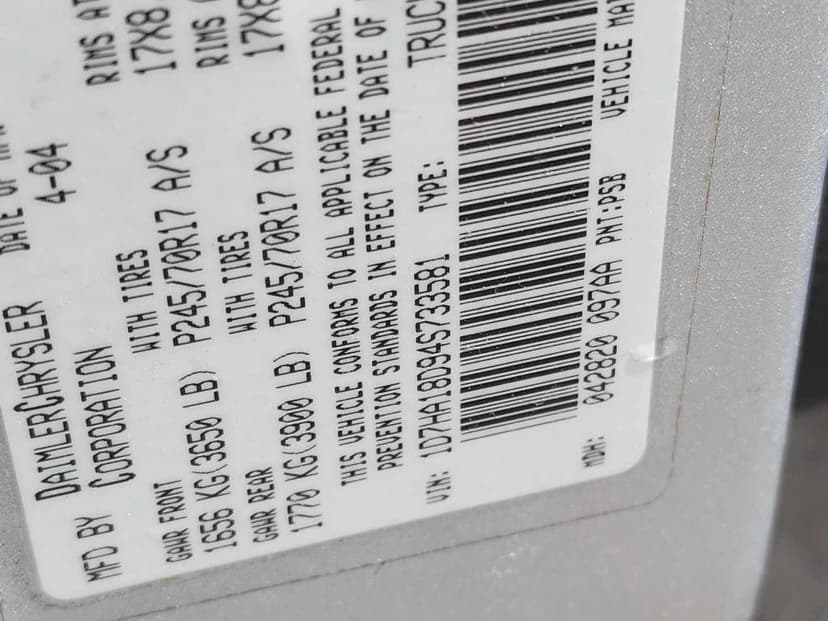 MFD BY DAIMLERCHRYSLER CORPORATION
DATE OF
4-04
GAWR FRONT WITH TIRES RIMS AT
1656 KG(3650 LB) P245/70R17 A/S 17X8
GAWR REAR WITH TIRES RIMS
1770 KG(3900 LB) P245/70R17 A/S 17X8
THIS VEHICLE CONFORMS TO ALL APPLICABLE FEDERAL
PREVENTION STANDARDS IN EFFECT ON THE DATE OF
VIN: 1D7HA18D94S733581 TYPE: TRUC
MDH: 042820 097AA PNT:PSB VEHICLE MA